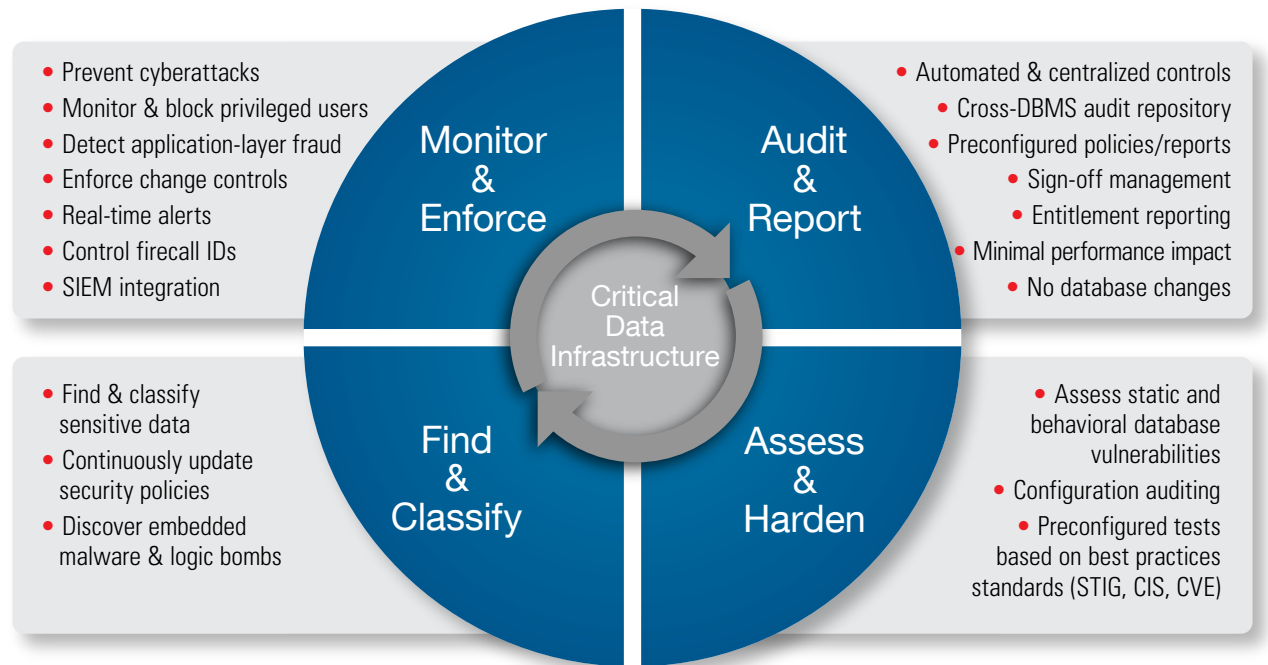 • Prevent cyberattacks
• Monitor & block privileged users
• Detect application-layer fraud
• Enforce change controls
• Real-time alerts
• Control firecall IDs
• SIEM integration
Monitor
&
Enforce
Audit
&
Report
• Automated & centralized controls
• Cross-DBMS audit repository
• Preconfigured policies/reports
• Sign-off management
• Entitlement reporting
• Minimal performance impact
• No database changes
Critical
Data
Infrastructure
• Find & classify
sensitive data
• Continuously update
security policies
• Discover embedded
malware & logic bombs
Find
&
Classify
Assess
&
Harden
• Assess static and
behavioral database
vulnerabilities
• Configuration auditing
• Preconfigured tests
based on best practices
standards (STIG, CIS, CVE)